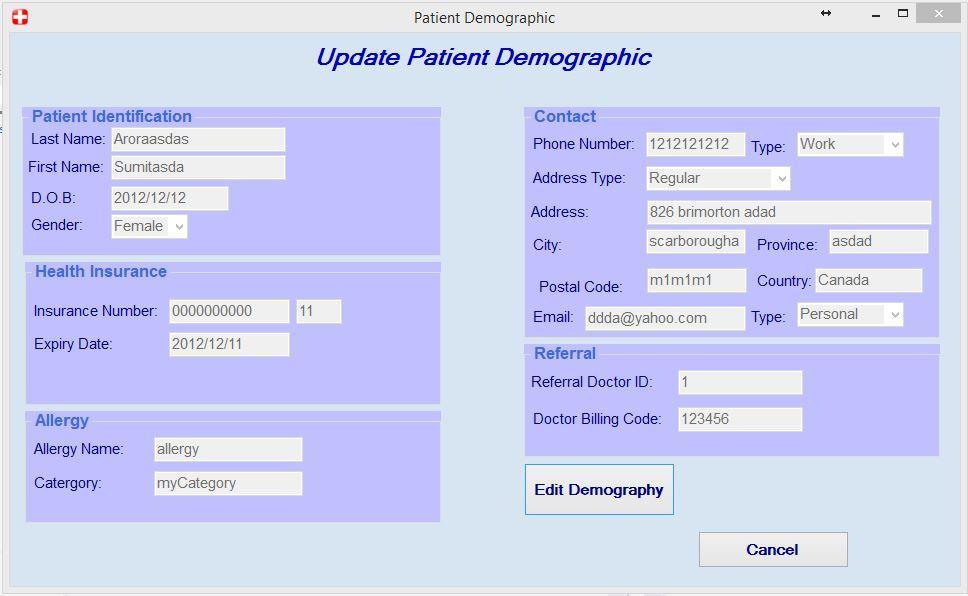 Patient Demographic
Update Patient Demographic
Patient Identification
Last Name: Aroraasdas
First Name: Sumitasda
D.O.B: 2012/12/12
Gender: Female
Health Insurance
Insurance Number: 0000000000 11
Expiry Date: 2012/12/11
Allergy
Allergy Name: allergy
Catergory: myCategory
Contact
Phone Number: 1212121212 Type: Work
Address Type: Regular
Address: 826 brimorton adad
City: scarborougha Province: asdad
Postal Code: m1m1m1 Country: Canada
Email: ddda@yahoo.com Type: Personal
Referral
Referral Doctor ID: 1
Doctor Billing Code: 123456
Edit Demography
Cancel